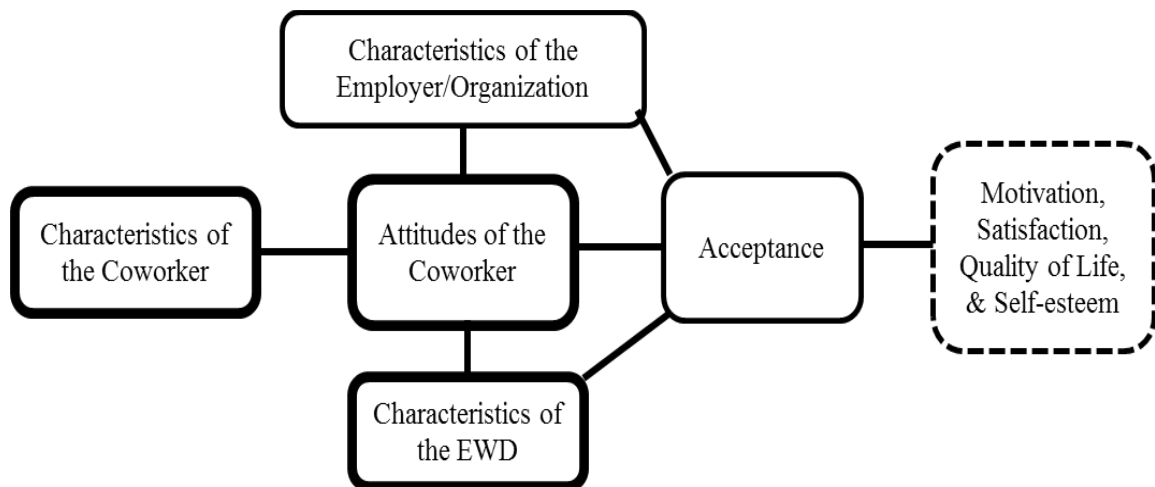 Characteristics of the
Employer/Organization
Characteristics of
the Coworker
Attitudes of the
Coworker
Acceptance
Motivation,
Satisfaction,
Quality of Life,
& Self-esteem
Characteristics of
the EWD